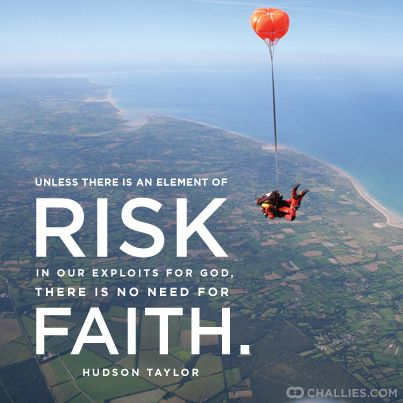 UNLESS THERE IS AN ELEMENT OF
RISK
IN OUR EXPLOITS FOR GOD,
THERE IS NO NEED FOR
FAITH.
HUDSON TAYLOR
CHALLIES.COM